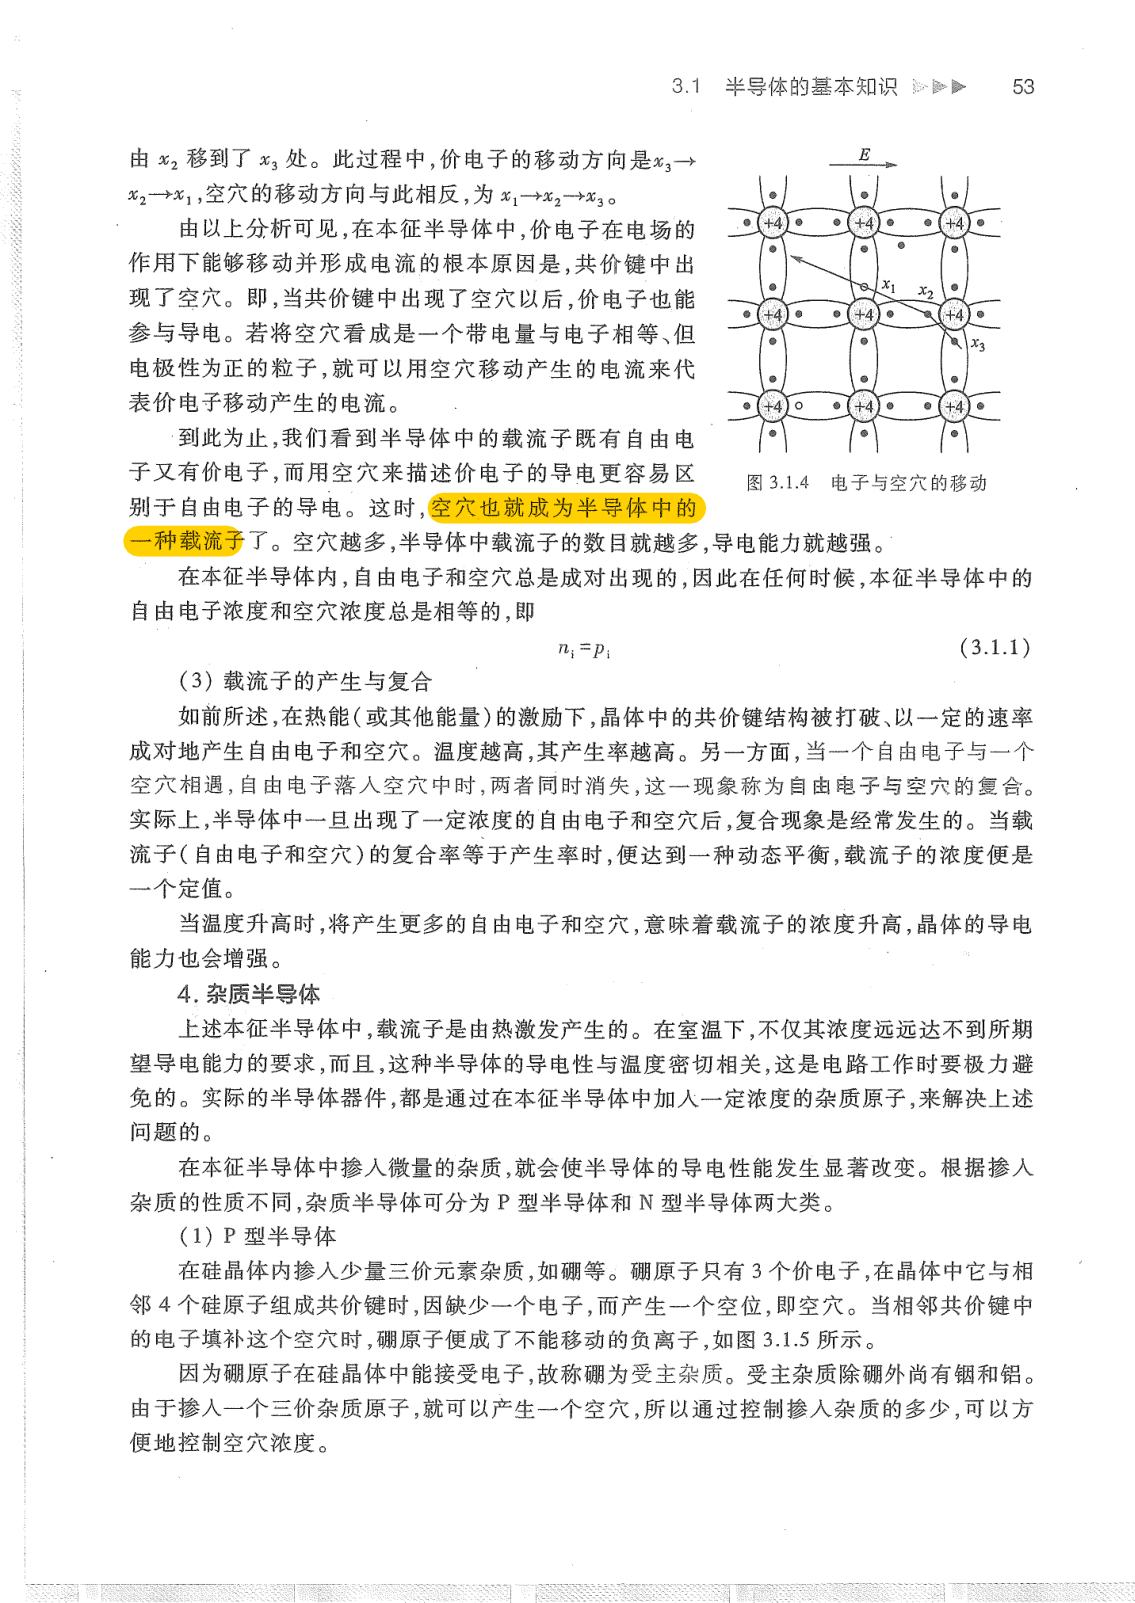 3.1 半导体的基本知识 53
由 x₂ 移到了 x₃ 处。此过程中,价电子的移动方向是x₃→
x₂→x₁,空穴的移动方向与此相反,为 x₁→x₂→x₃。
由以上分析可见,在本征半导体中,价电子在电场的
作用下能够移动并形成电流的根本原因是,共价键中出
现了空穴。即,当共价键中出现了空穴以后,价电子也能
参与导电。若将空穴看成是一个带电量与电子相等、但
电极性为正的粒子,就可以用空穴移动产生的电流来代
表价电子移动产生的电流。
到此为止,我们看到半导体中的载流子既有自由电
子又有价电子,而用空穴来描述价电子的导电更容易区
别于自由电子的导电。这时,空穴也就成为半导体中的
E
+4 +4 +4
x₁ x₂
+4 +4 +4
x₃
+4 +4 +4
图 3.1.4 电子与空穴的移动
一种载流子了。空穴越多,半导体中载流子的数目就越多,导电能力就越强。
在本征半导体内,自由电子和空穴总是成对出现的,因此在任何时候,本征半导体中的
自由电子浓度和空穴浓度总是相等的,即
nᵢ=pᵢ (3.1.1)
(3) 载流子的产生与复合
如前所述,在热能(或其他能量)的激励下,晶体中的共价键结构被打破、以一定的速率
成对地产生自由电子和空穴。温度越高,其产生率越高。另一方面,当一个自由电子与一个
空穴相遇,自由电子落入空穴中时,两者同时消失,这一现象称为自由电子与空穴的复合。
实际上,半导体中一旦出现了一定浓度的自由电子和空穴后,复合现象是经常发生的。当载
流子(自由电子和空穴)的复合率等于产生率时,便达到一种动态平衡,载流子的浓度便是
一个定值。
当温度升高时,将产生更多的自由电子和空穴,意味着载流子的浓度升高,晶体的导电
能力也会增强。
4. 杂质半导体
上述本征半导体中,载流子是由热激发产生的。在室温下,不仅其浓度远远达不到所期
望导电能力的要求,而且,这种半导体的导电性与温度密切相关,这是电路工作时要极力避
免的。实际的半导体器件,都是通过在本征半导体中加入一定浓度的杂质原子,来解决上述
问题的。
在本征半导体中掺入微量的杂质,就会使半导体的导电性能发生显著改变。根据掺入
杂质的性质不同,杂质半导体可分为 P 型半导体和 N 型半导体两大类。
(1) P 型半导体
在硅晶体内掺入少量三价元素杂质,如硼等。硼原子只有 3 个价电子,在晶体中它与相
邻 4 个硅原子组成共价键时,因缺少一个电子,而产生一个空位,即空穴。当相邻共价键中
的电子填补这个空穴时,硼原子便成了不能移动的负离子,如图 3.1.5 所示。
因为硼原子在硅晶体中能接受电子,故称硼为受主杂质。受主杂质除硼外尚有铟和铝。
由于掺入一个三价杂质原子,就可以产生一个空穴,所以通过控制掺入杂质的多少,可以方
便地控制空穴浓度。